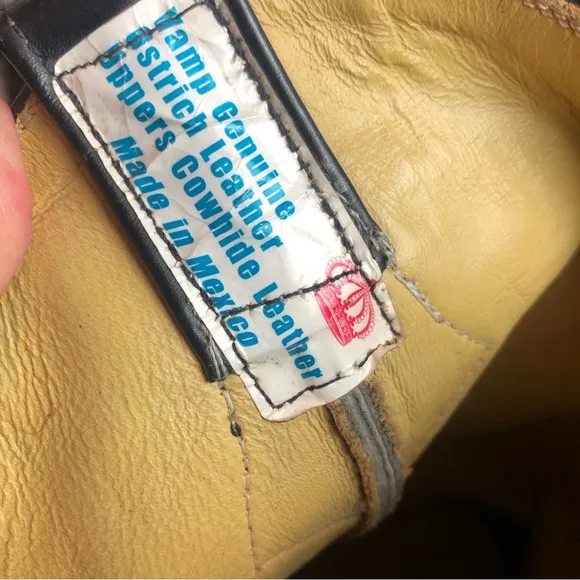 Vamp Genuine
Ostrich Leather
Uppers Cowhide Leather
Made in Mexico